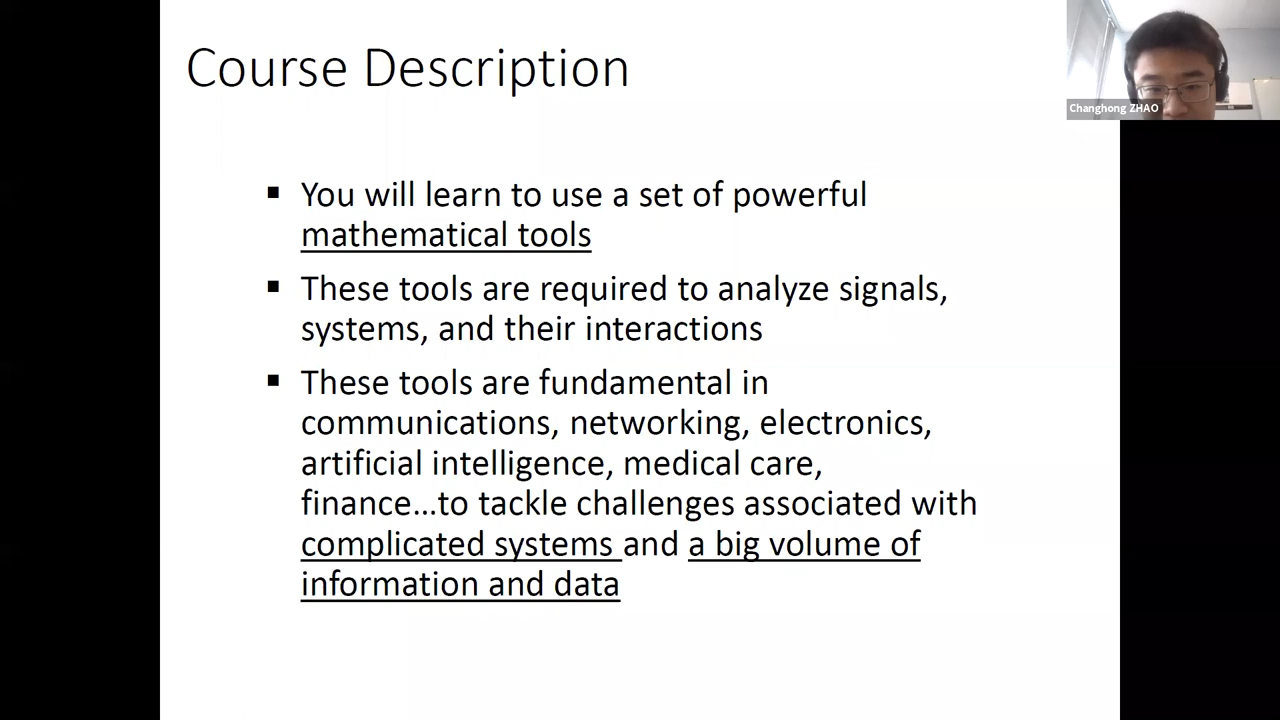 Course Description
Changhong ZHAO
▪ You will learn to use a set of powerful
mathematical tools
▪ These tools are required to analyze signals,
systems, and their interactions
▪ These tools are fundamental in
communications, networking, electronics,
artificial intelligence, medical care,
finance...to tackle challenges associated with
complicated systems and a big volume of
information and data